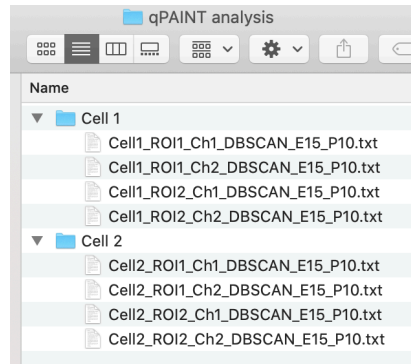 qPAINT analysis
Name
Cell 1
Cell1_ROI1_Ch1_DBSCAN_E15_P10.txt
Cell1_ROI1_Ch2_DBSCAN_E15_P10.txt
Cell1_ROI2_Ch1_DBSCAN_E15_P10.txt
Cell1_ROI2_Ch2_DBSCAN_E15_P10.txt
Cell 2
Cell2_ROI1_Ch1_DBSCAN_E15_P10.txt
Cell2_ROI1_Ch2_DBSCAN_E15_P10.txt
Cell2_ROI2_Ch1_DBSCAN_E15_P10.txt
Cell2_ROI2_Ch2_DBSCAN_E15_P10.txt